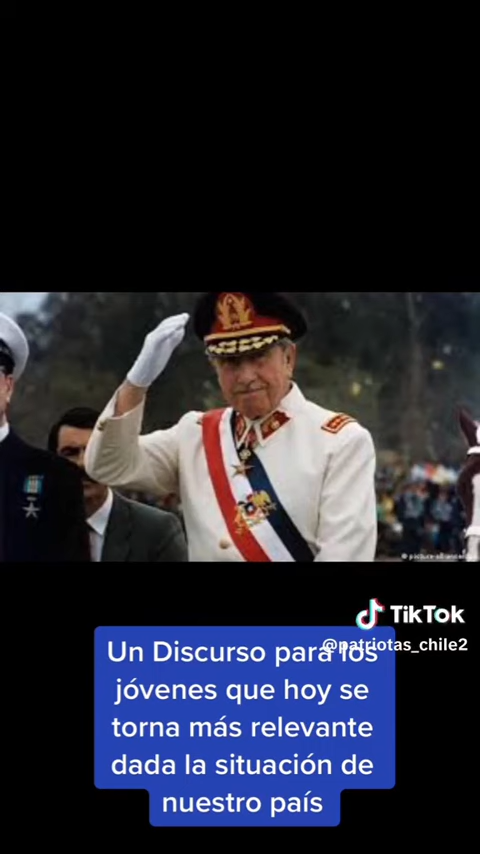 TikTok
@patriotas_chile2
Un Discurso para los
jóvenes que hoy se
torna más relevante
dada la situación de
nuestro país